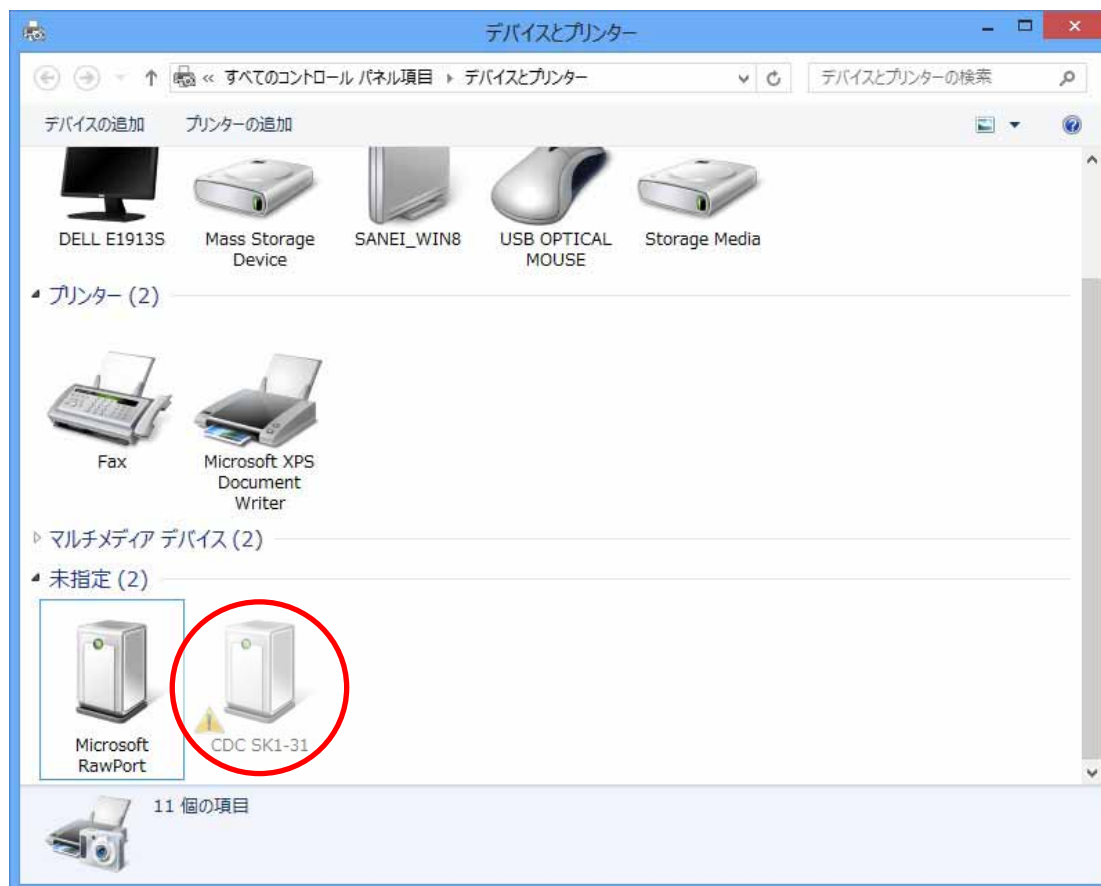 デバイスとプリンター
« すべてのコントロール パネル項目 デバイスとプリンター
デバイスとプリンターの検索
デバイスの追加 プリンターの追加
DELL E1913S
Mass Storage
Device
SANEI_WIN8
USB OPTICAL
MOUSE
Storage Media
プリンター (2)
Fax
Microsoft XPS
Document
Writer
マルチメディア デバイス (2)
未指定 (2)
Microsoft
RawPort
CDC SK1-31
11 個の項目